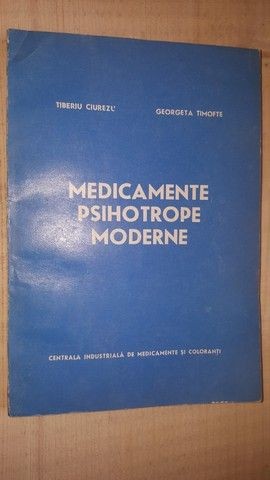 TIBERIU CIUREZU GEORGETA TIMOFTE
MEDICAMENTE
PSIHOTROPE
MODERNE
CENTRALA INDUSTRIALĂ DE MEDICAMENTE ȘI COLORANȚI